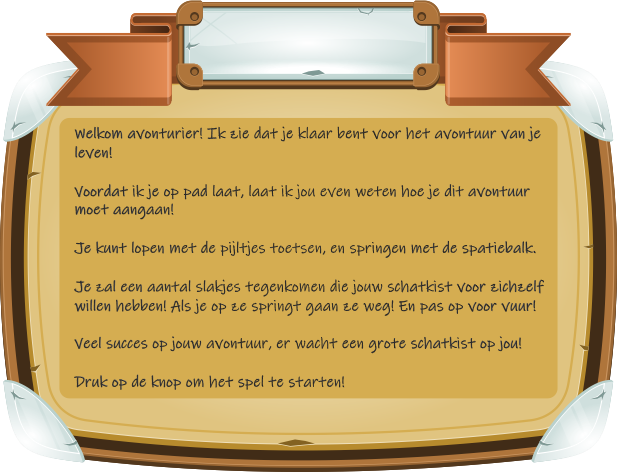 Welkom avonturier! Ik zie dat je klaar bent voor het avontuur van je
leven!
Voordat ik je op pad laat, laat ik jou even weten hoe je dit avontuur
moet aangaan!
Je kunt lopen met de pijltjes toetsen, en springen met de spatiebalk.
Je zal een aantal slakjes tegenkomen die jouw schatkist voor zichzelf
willen hebben! Als je op ze springt gaan ze weg! En pas op voor vuur!
Veel succes op jouw avontuur, er wacht een grote schatkist op jou!
Druk op de knop om het spel te starten!